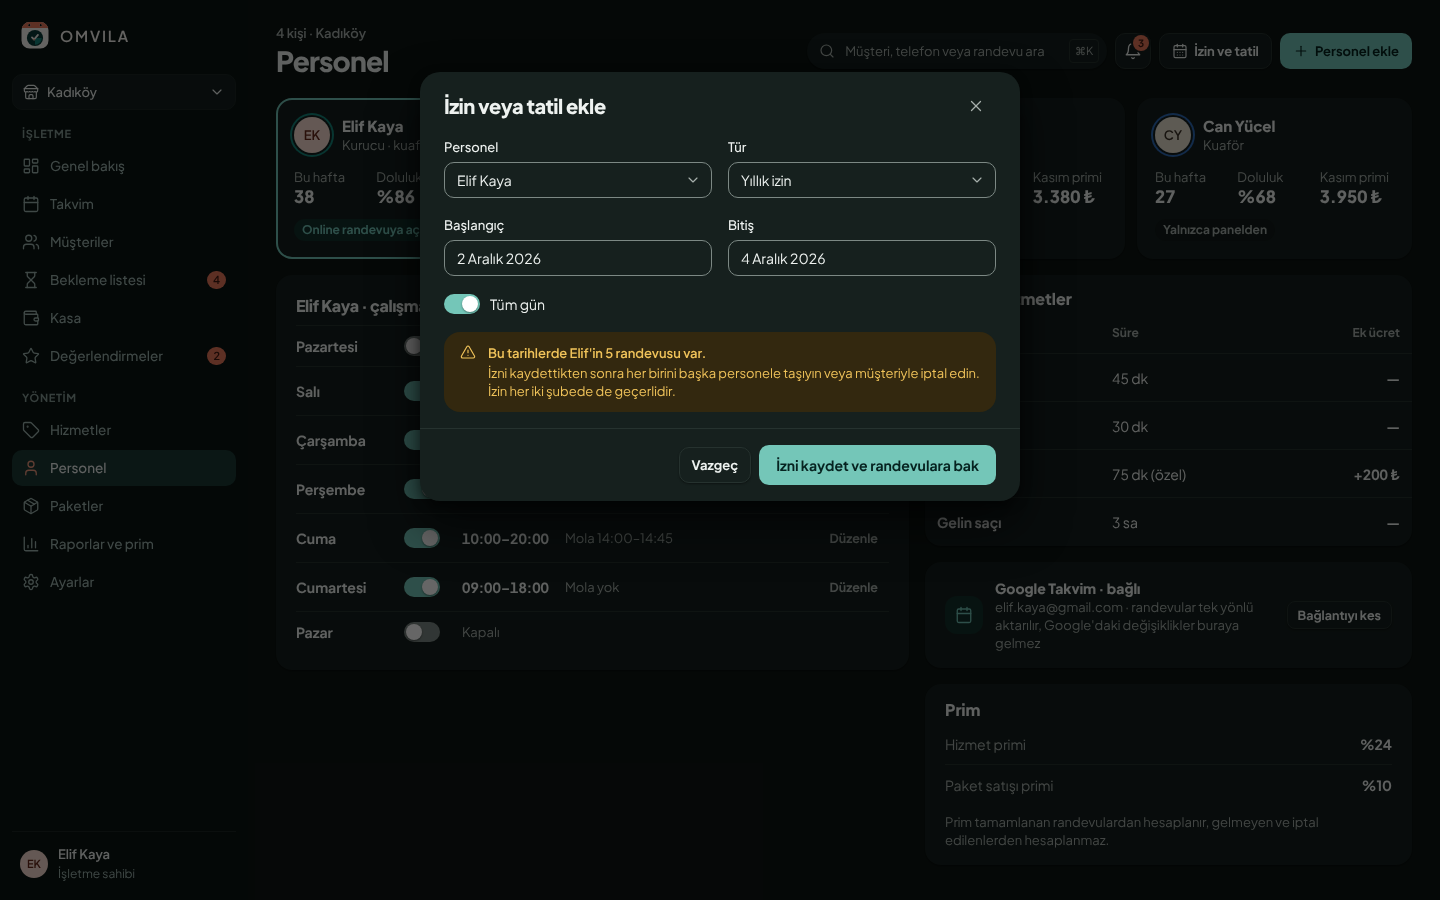 OMVILA
Kadıköy
İŞLETME
Genel bakış
Takvim
Müşteriler
Bekleme listesi
4
Kasa
Değerlendirmeler
2
YÖNETİM
Hizmetler
Personel
Paketler
Raporlar ve prim
Ayarlar
EK
Elif Kaya
İşletme sahibi
4 kişi · Kadıköy
Personel
Müşteri, telefon veya randevu ara
⌘K
3
İzin ve tatil
Personel ekle
EK
Elif Kaya
Kurucu · kuaf
Bu hafta
Doluluk
38
%86
Online randevuya aç
Kasım primi
3.380 ₺
CY
Can Yücel
Kuaför
Bu hafta
Doluluk
Kasım primi
27
%68
3.950 ₺
Yalnızca panelden
İzin veya tatil ekle
Personel
Tür
Elif Kaya
Yıllık izin
Başlangıç
Bitiş
2 Aralık 2026
4 Aralık 2026
Tüm gün
Bu tarihlerde Elif'in 5 randevusu var.
İzni kaydettikten sonra her birini başka personele taşıyın veya müşteriyle iptal edin.
İzin her iki şubede de geçerlidir.
Vazgeç
İzni kaydet ve randevulara bak
Elif Kaya · çalışm
Pazartesi
Salı
Çarşamba
Perşembe
Cuma
10:00–20:00
Mola 14:00–14:45
Düzenle
Cumartesi
09:00–18:00
Mola yok
Düzenle
Pazar
Kapalı
metler
Süre
Ek ücret
45 dk
—
30 dk
—
75 dk (özel)
+200 ₺
Gelin saçı
3 sa
—
Google Takvim · bağlı
elif.kaya@gmail.com · randevular tek yönlü
aktarılır, Google'daki değişiklikler buraya
gelmez
Bağlantıyı kes
Prim
Hizmet primi
%24
Paket satışı primi
%10
Prim tamamlanan randevulardan hesaplanır, gelmeyen ve iptal
edilenlerden hesaplanmaz.